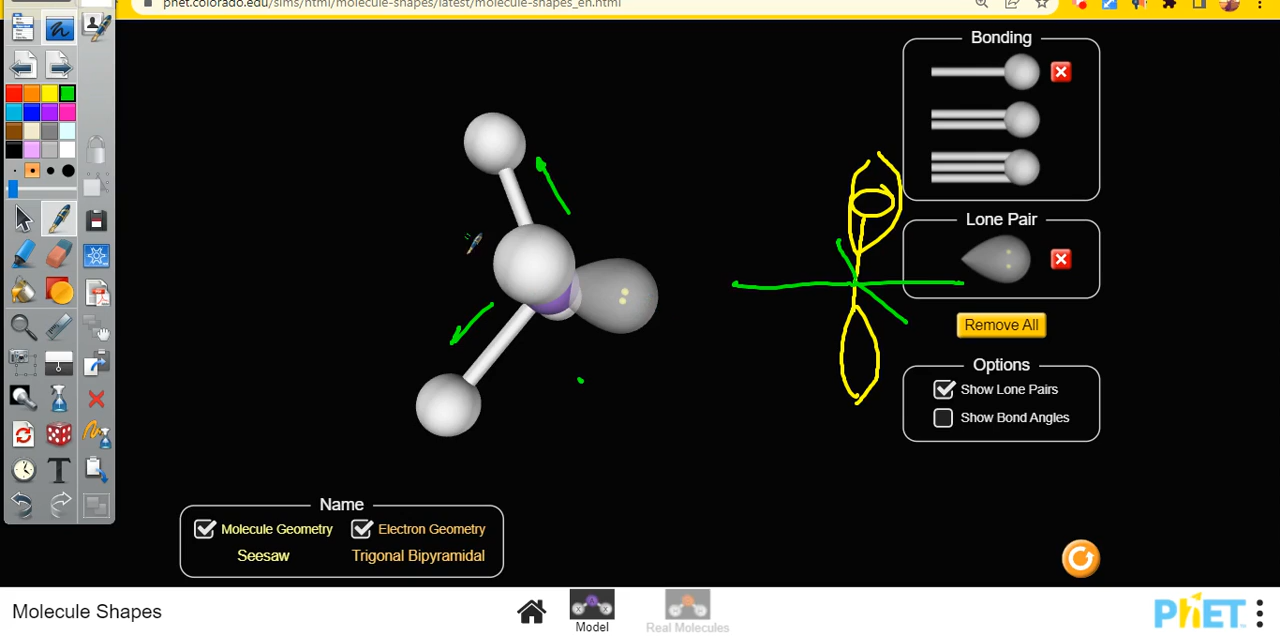 phet.colorado.edu/sims/html/molecule-shapes/latest/molecule-shapes_en.html
Bonding
Lone Pair
Remove All
Options
Show Lone Pairs
Show Bond Angles
Name
Molecule Geometry
Electron Geometry
Seesaw
Trigonal Bipyramidal
Molecule Shapes
Model
Real Molecules
PhET